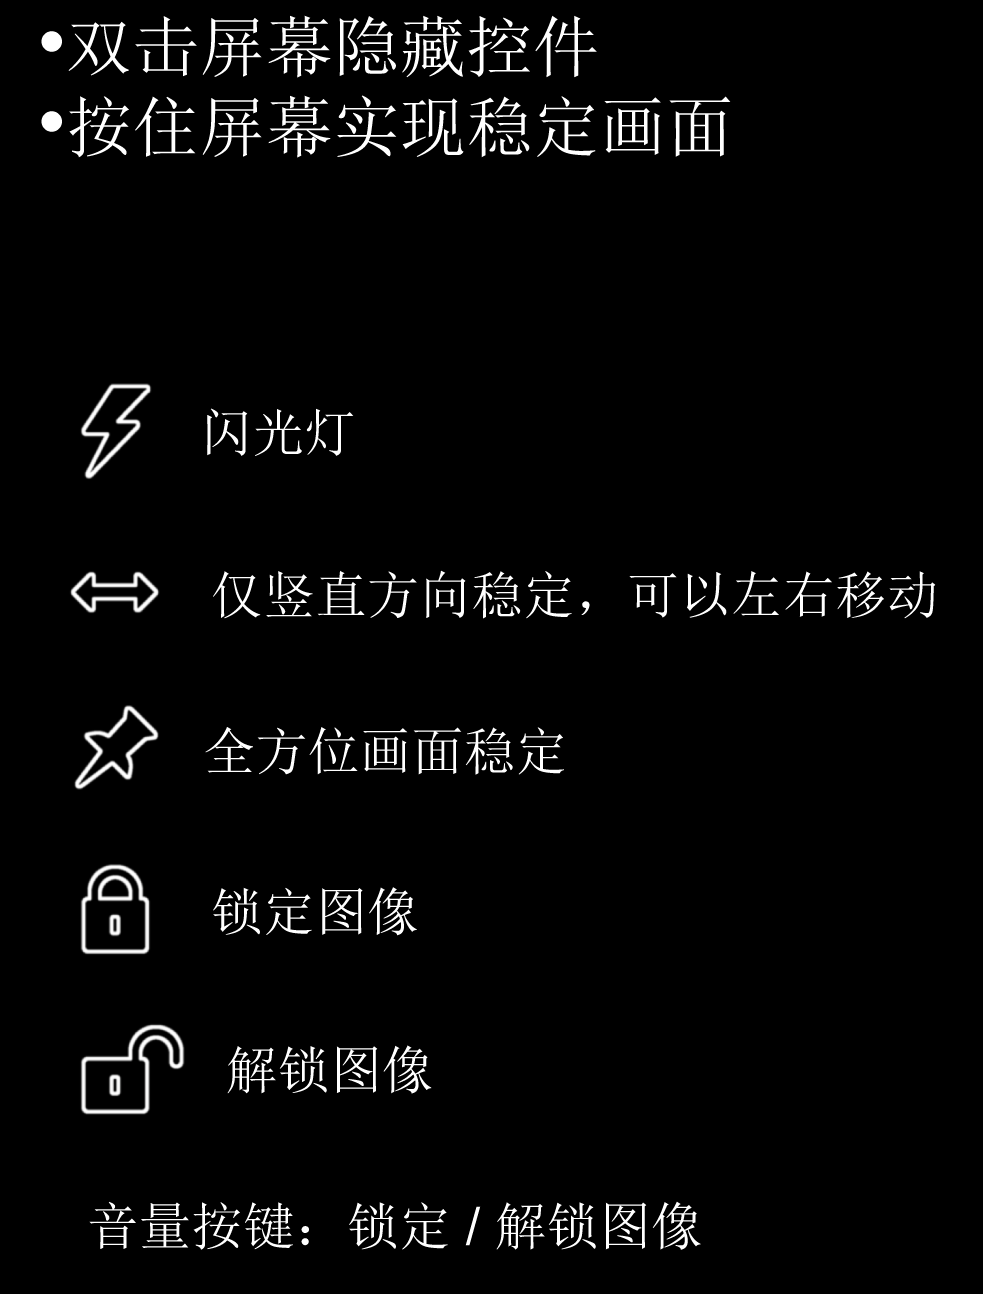 •双击屏幕隐藏控件
•按住屏幕实现稳定画面
闪光灯
仅竖直方向稳定，可以左右移动
全方位画面稳定
锁定图像
解锁图像
音量按键：锁定 / 解锁图像